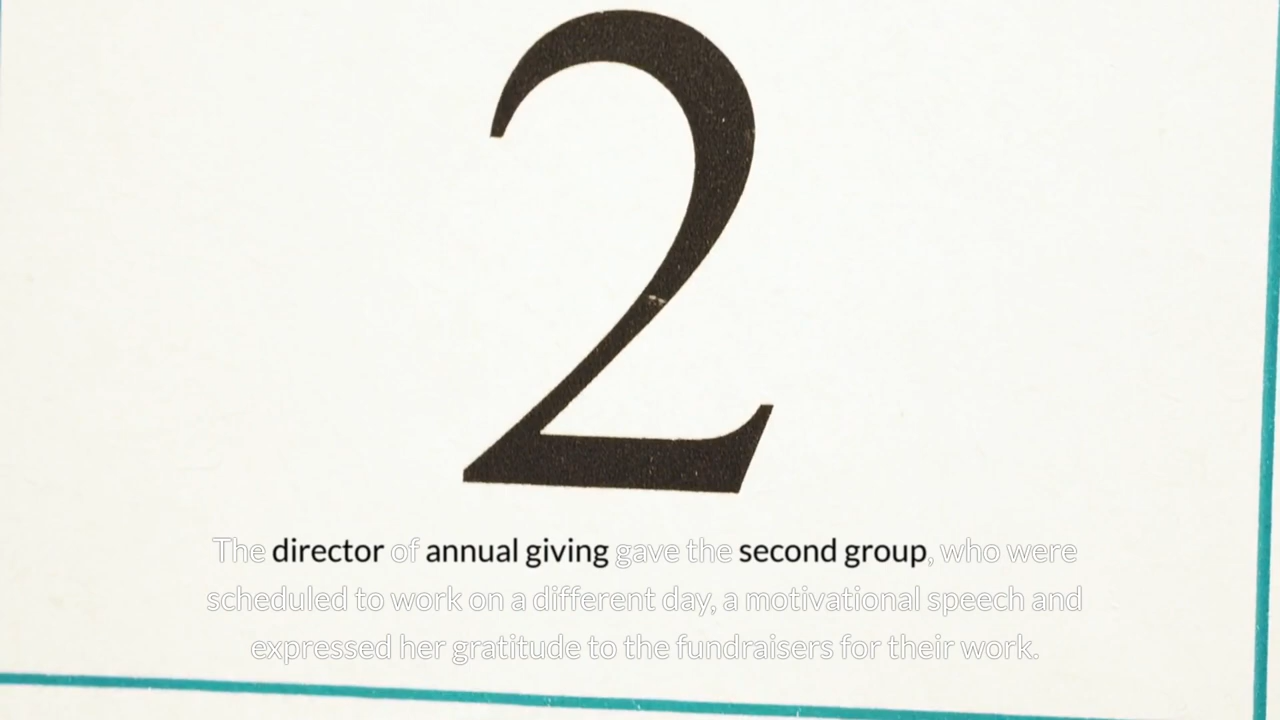 2
The director of annual giving gave the second group, who were
scheduled to work on a different day, a motivational speech and
expressed her gratitude to the fundraisers for their work.